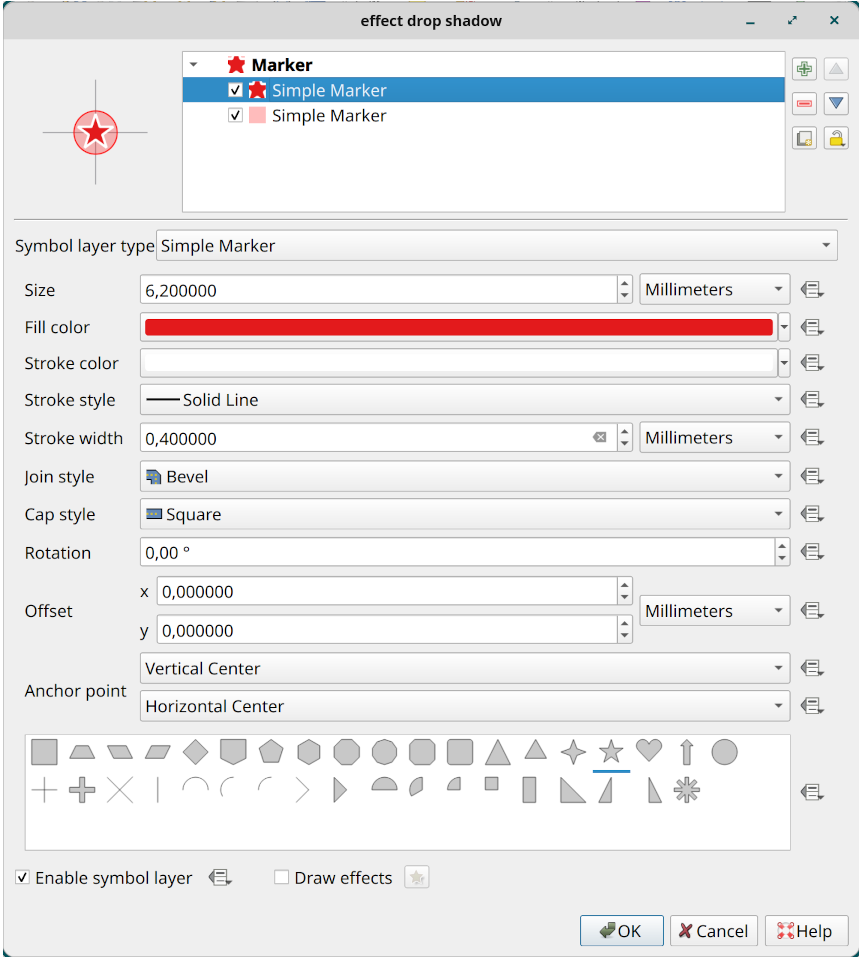 effect drop shadow
Marker
Simple Marker
Simple Marker
Symbol layer type Simple Marker
Size 6,200000 Millimeters
Fill color
Stroke color
Stroke style Solid Line
Stroke width 0,400000 Millimeters
Join style Bevel
Cap style Square
Rotation 0,00 °
x 0,000000
Offset Millimeters
y 0,000000
Vertical Center
Anchor point
Horizontal Center
Enable symbol layer Draw effects
OK Cancel Help